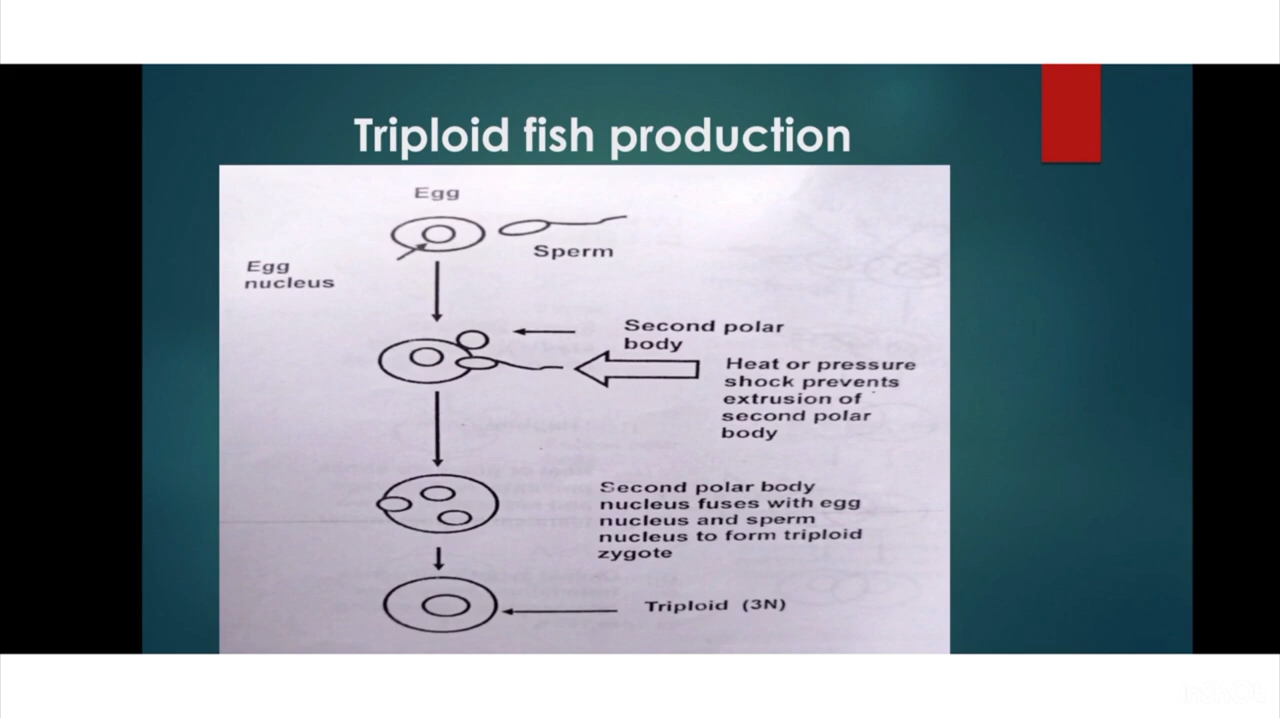 Triploid fish production
Egg
Sperm
Egg
nucleus
Second polar
body
Heat or pressure
shock prevents
extrusion of
second polar
body
Second polar body
nucleus fuses with egg
nucleus and sperm
nucleus to form triploid
zygote
Triploid (3N)